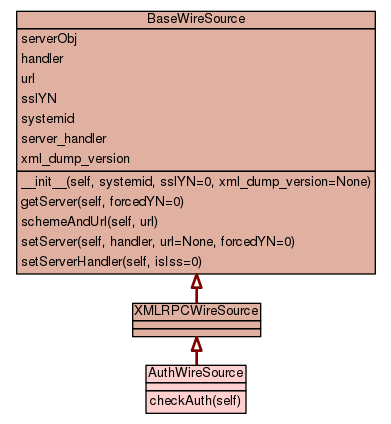 BaseWireSource
serverObj
handler
url
sslYN
systemid
server_handler
xml_dump_version
__init__(self, systemid, sslYN=0, xml_dump_version=None)
getServer(self, forcedYN=0)
schemeAndUrl(self, url)
setServer(self, handler, url=None, forcedYN=0)
setServerHandler(self, isIss=0)
XMLRPCWireSource
AuthWireSource
checkAuth(self)